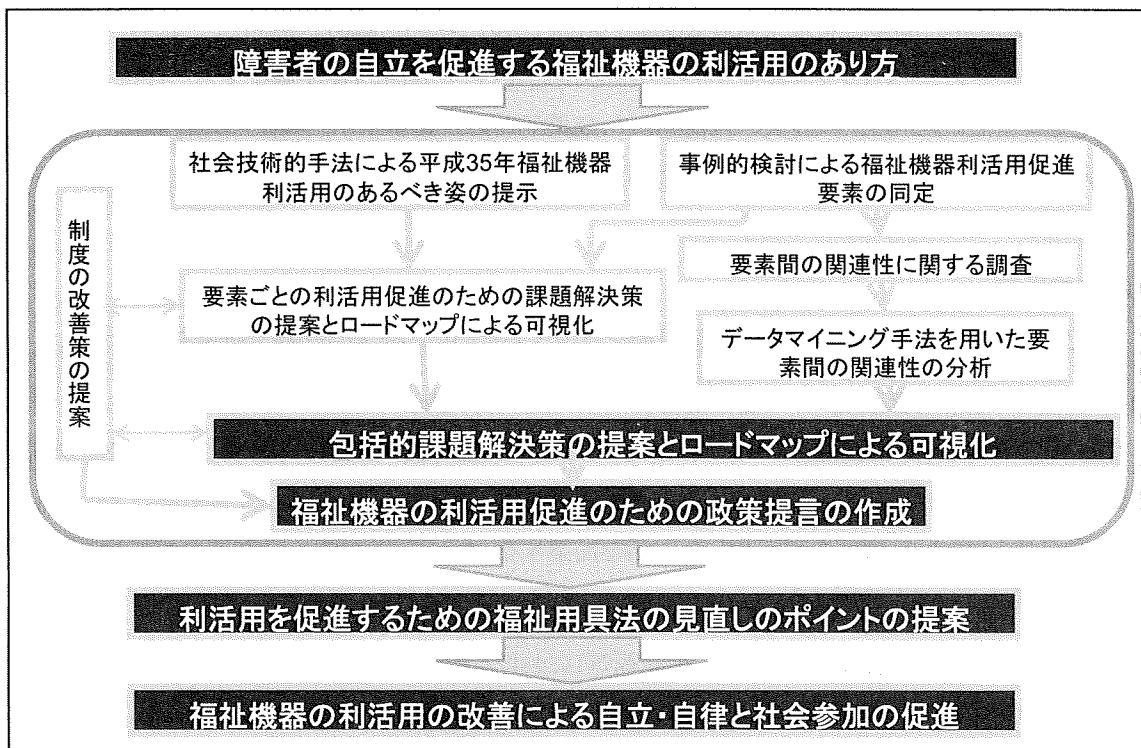 障害者の自立を促進する福祉機器の利活用のあり方
社会技術的手法による平成35年福祉機器
利活用のあるべき姿の提示
事例的検討による福祉機器利活用促進
要素の同定
制度の改善策の提案
要素間の関連性に関する調査
要素ごとの利活用促進のための課題解決策
の提案とロードマップによる可視化
データマイニング手法を用いた要
素間の関連性の分析
包括的課題解決策の提案とロードマップによる可視化
福祉機器の利活用促進のための政策提言の作成
利活用を促進するための福祉用具法の見直しのポイントの提案
福祉機器の利活用の改善による自立・自律と社会参加の促進